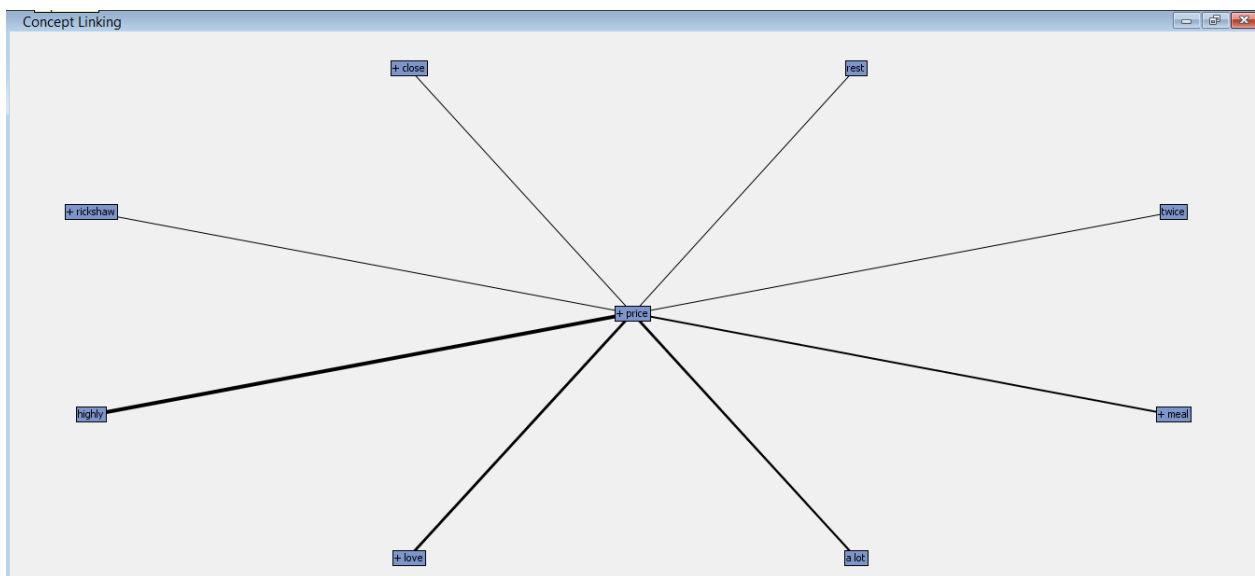 Concept Linking
+ close
rest
+ rickshaw
twice
+ price
highly
+ meal
+ love
a lot